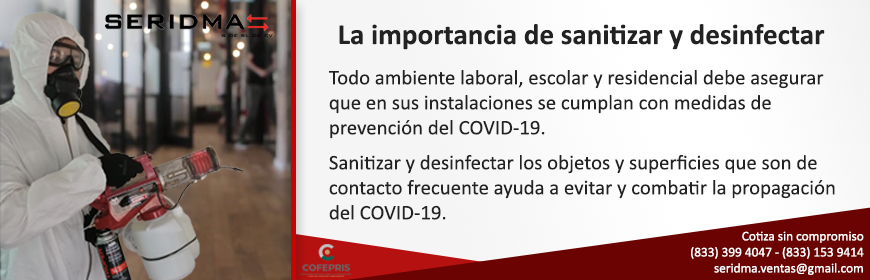 SERIDMA
La importancia de sanitizar y desinfectar
Todo ambiente laboral, escolar y residencial debe asegurar
que en sus instalaciones se cumplan con medidas de
prevención del COVID-19.
Sanitizar y desinfectar los objetos y superficies que son de
contacto frecuente ayuda a evitar y combatir la propagación
del COVID-19.
COFEPRIS
Cotiza sin compromiso
(833) 399 4047 - (833) 153 9414
seridma.ventas@gmail.com